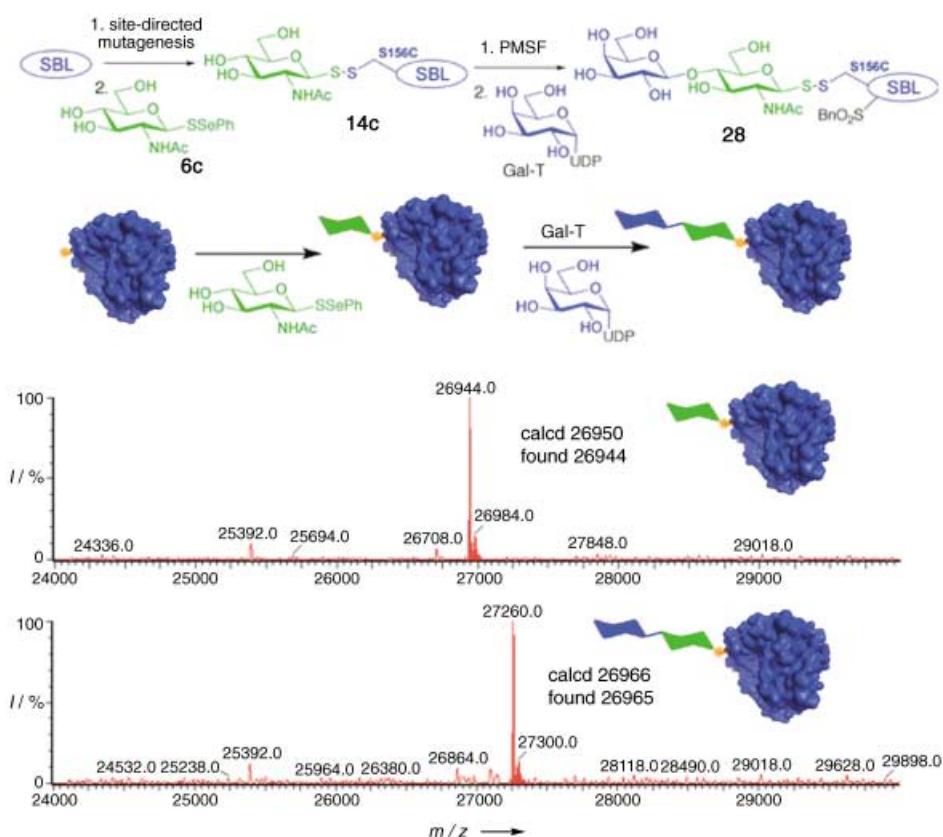 1. site-directed mutagenesis
2.
SBL
HO
OH
O
HO
HO
NHAc
SSePh
6c
HO
OH
O
HO
HO
NHAc
S-S
S156C
SBL
14c
1. PMSF
2.
HO
OH
O
HO
HO
UDP
Gal-T
HO
OH
O
HO
OH
O
OH
O
HO
NHAc
S-S
S156C
SBL
BnO2S
28
OH
HO
O
HO
NHAc
SSePh
Gal-T
HO
OH
O
HO
HO
UDP
100
I / %
0
26944.0
calcd 26950
found 26944
24336.0
25392.0
25694.0
26708.0
26984.0
27848.0
29018.0
24000 25000 26000 27000 28000 29000
100
I / %
0
27260.0
calcd 26966
found 26965
24532.0
25238.0
25392.0
25964.0
26380.0
26864.0
27300.0
28118.0
28490.0
29018.0
29628.0
29898.0
24000 25000 26000 27000 28000 29000
m / z